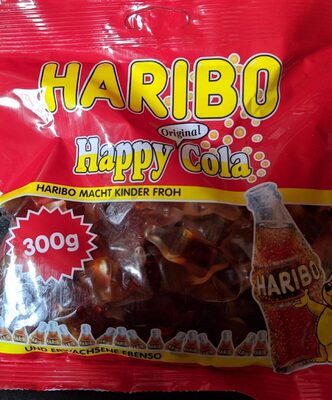 HARIBO
Original
Happy Cola
HARIBO MACHT KINDER FROH
300g
HARIBO
UND ERWACHSENE EBENSO